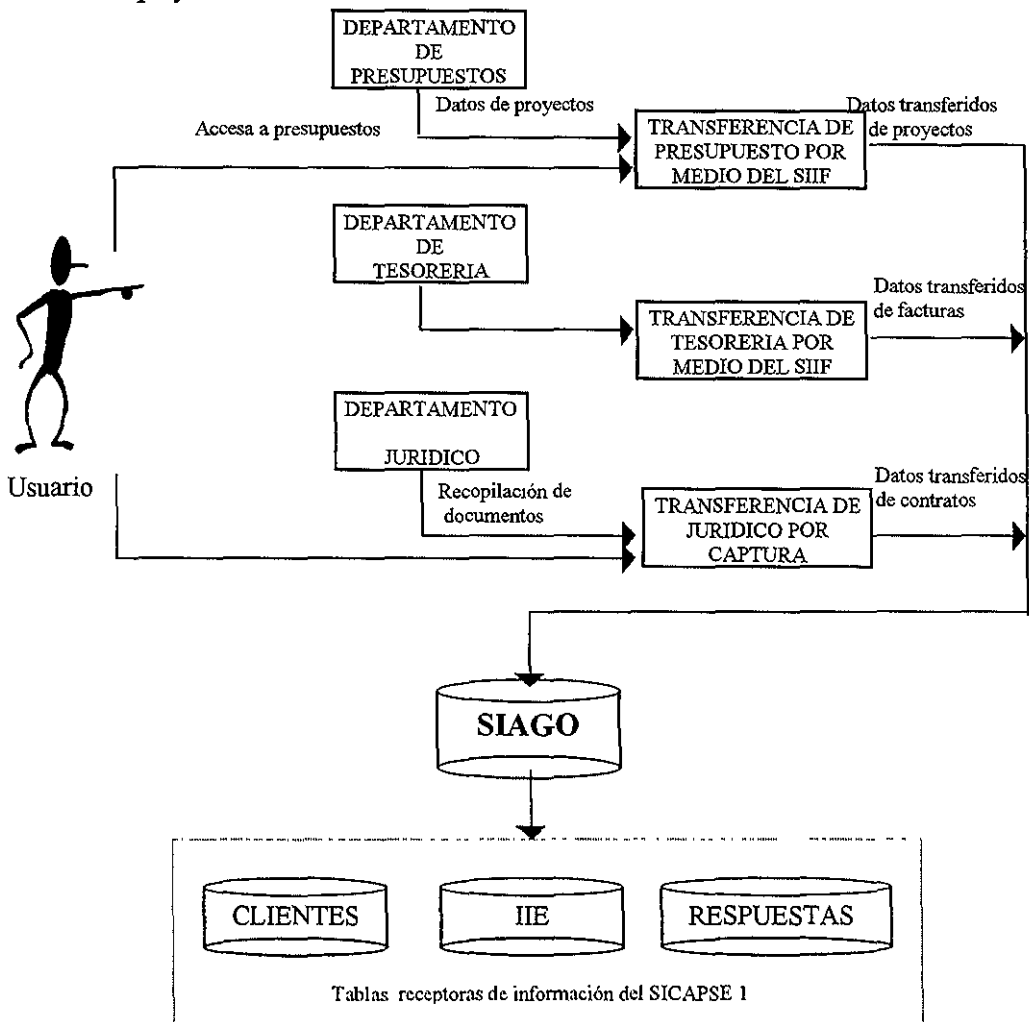 DEPARTAMENTO
DE
PRESUPUESTOS
Datos de proyectos
Accesa a presupuestos
TRANSFERENCIA DE
PRESUPUESTO POR
MEDIO DEL SIIF
Datos transferidos
de proyectos
DEPARTAMENTO
DE
TESORERIA
TRANSFERENCIA DE
TESORERIA POR
MEDIO DEL SIIF
Datos transferidos
de facturas
DEPARTAMENTO
JURIDICO
Usuario
Recopilación de
documentos
TRANSFERENCIA DE
JURIDICO POR
CAPTURA
Datos transferidos
de contratos
SIAGO
CLIENTES
IIE
RESPUESTAS
Tablas receptoras de información del SICAPSE 1